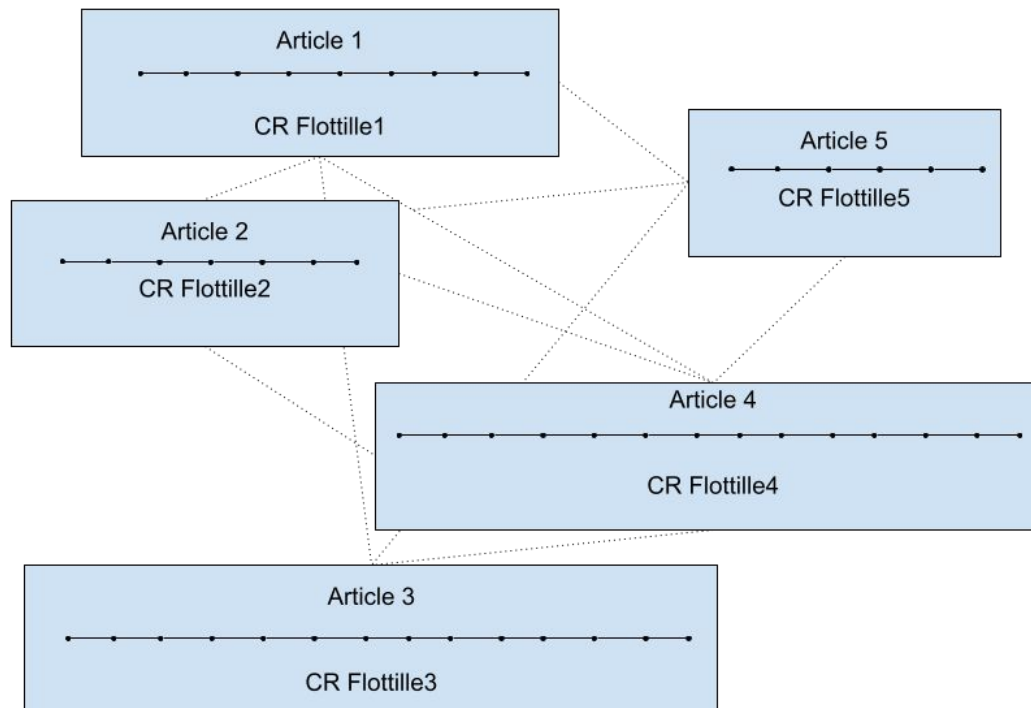 Article 1
CR Flottille1
Article 5
CR Flottille5
Article 2
CR Flottille2
Article 4
CR Flottille4
Article 3
CR Flottille3